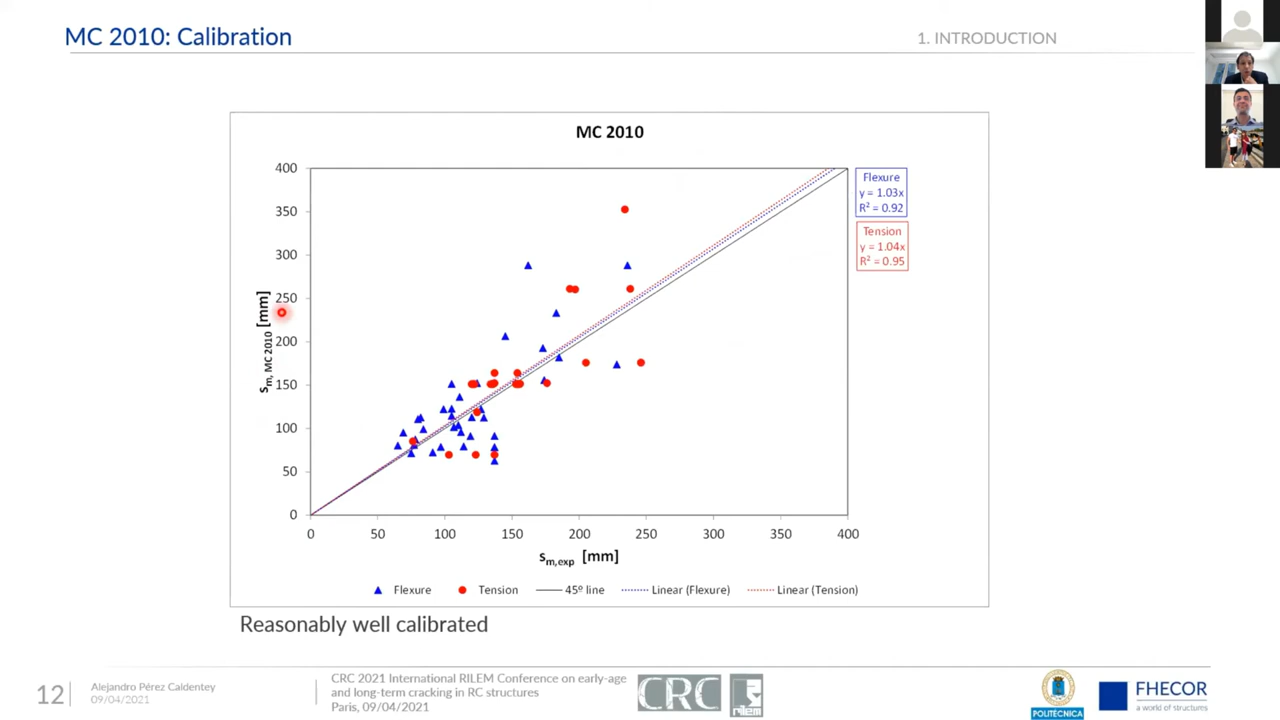 MC 2010: Calibration
1. INTRODUCTION
MC 2010
400
350
300
250
200
150
100
50
0
s_m, MC 2010 [mm]
0 50 100 150 200 250 300 350 400
s_m,exp [mm]
Flexure
y = 1.03x
R² = 0.92
Tension
y = 1.04x
R² = 0.95
Flexure Tension 45º line Linear (Flexure) Linear (Tension)
Reasonably well calibrated
12
Alejandro Pérez Caldentey
09/04/2021
CRC 2021 International RILEM Conference on early-age
and long-term cracking in RC structures
Paris, 09/04/2021
CRC
rilem
POLITÉCNICA
FHECOR
a world of structures